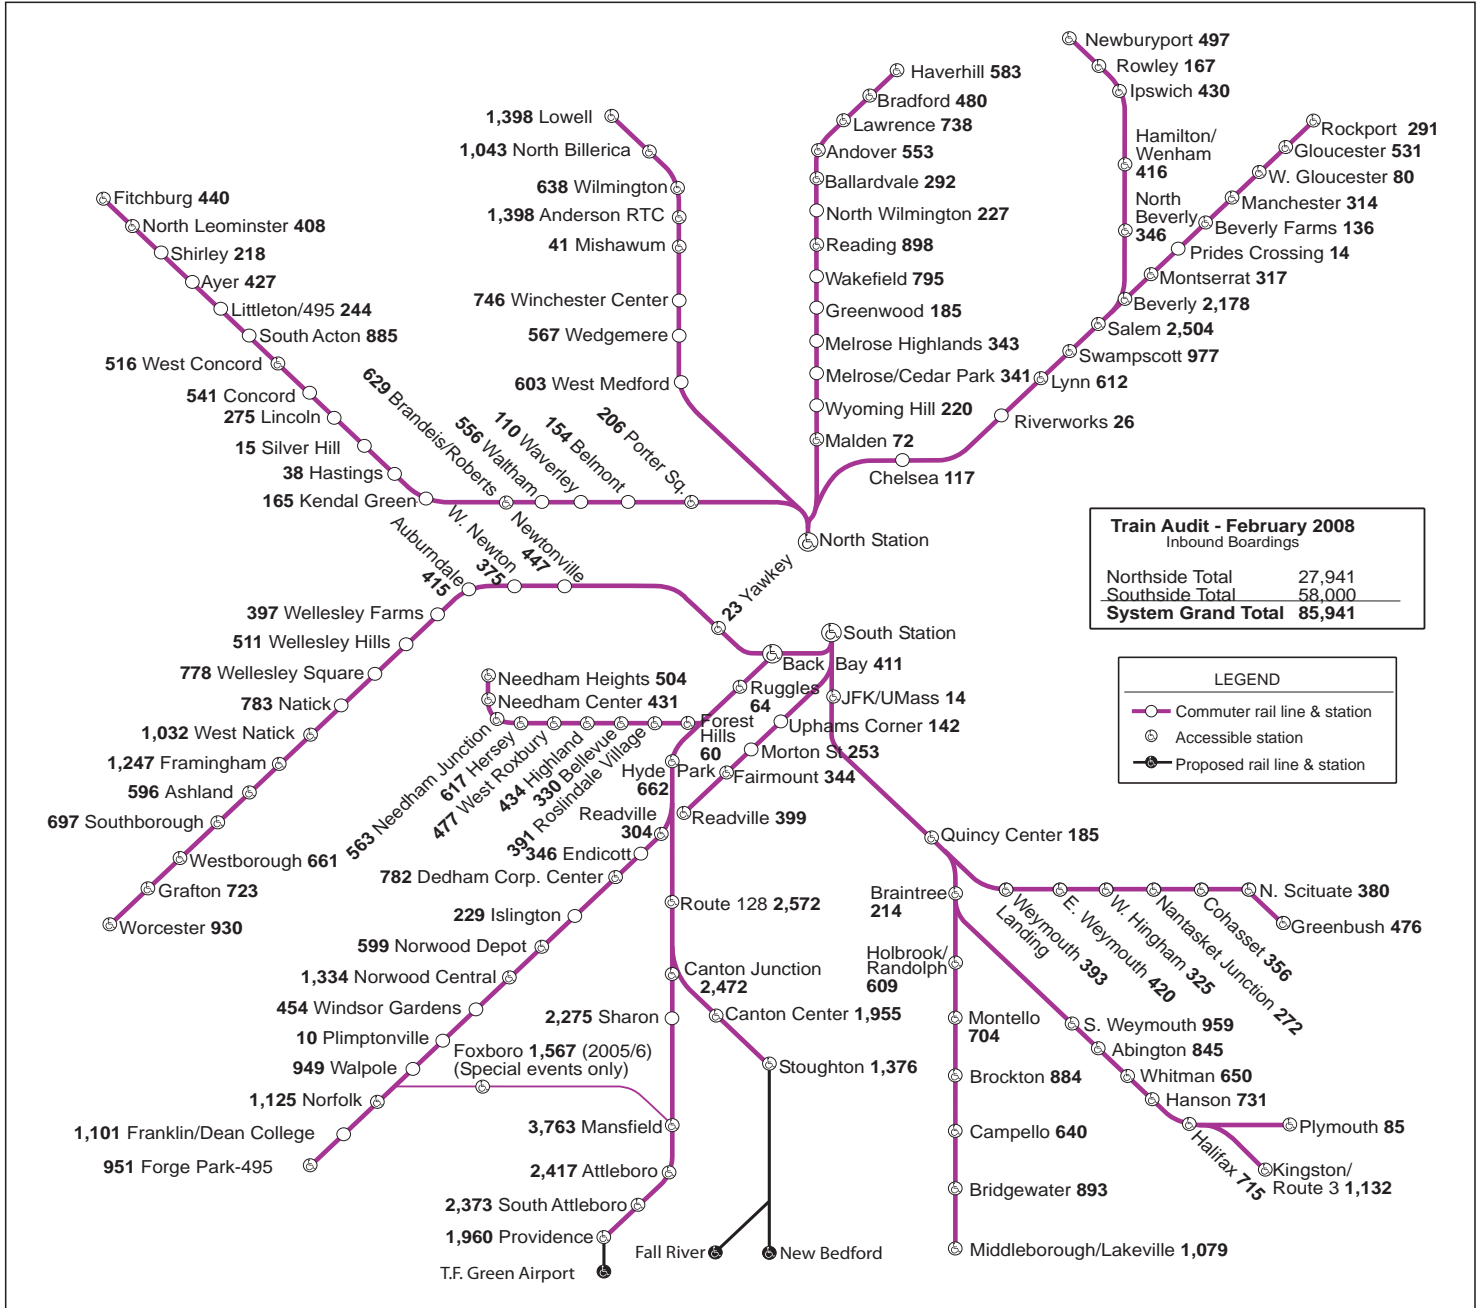 Newburyport 497
Rowley 167
Ipswich 430
Hamilton/
Wenham
416
North
Beverly
346
Rockport 291
Gloucester 531
W. Gloucester 80
Manchester 314
Beverly Farms 136
Prides Crossing 14
Montserrat 317
Beverly 2,178
Salem 2,504
Swampscott 977
Lynn 612
Riverworks 26
Chelsea 117
Haverhill 583
Bradford 480
Lawrence 738
Andover 553
Ballardvale 292
North Wilmington 227
Reading 898
Wakefield 795
Greenwood 185
Melrose Highlands 343
Melrose/Cedar Park 341
Wyoming Hill 220
Malden 72
1,398 Lowell
1,043 North Billerica
638 Wilmington
1,398 Anderson RTC
41 Mishawum
746 Winchester Center
567 Wedgemere
603 West Medford
Fitchburg 440
North Leominster 408
Shirley 218
Ayer 427
Littleton/495 244
South Acton 885
516 West Concord
541 Concord
275 Lincoln
15 Silver Hill
38 Hastings
165 Kendal Green
629 Brandeis/Roberts
556 Waltham
110 Waverley
154 Belmont
206 Porter Sq.
North Station
Train Audit - February 2008
Inbound Boardings
Northside Total 27,941
Southside Total 58,000
System Grand Total 85,941
LEGEND
Commuter rail line & station
Accessible station
Proposed rail line & station
Auburndale
415
W. Newton
375
Newtonville
447
23 Yawkey
397 Wellesley Farms
511 Wellesley Hills
778 Wellesley Square
783 Natick
1,032 West Natick
1,247 Framingham
596 Ashland
697 Southborough
Westborough 661
Grafton 723
Worcester 930
South Station
Back Bay 411
Ruggles
64
JFK/UMass 14
Uphams Corner 142
Morton St 253
Fairmount 344
Readville 399
Needham Heights 504
Needham Center 431
563 Needham Junction
617 Hersey
477 West Roxbury
434 Highland
330 Bellevue
391 Roslindale Village
Forest
Hills
60
Hyde Park
662
Readville
304
346 Endicott
782 Dedham Corp. Center
229 Islington
599 Norwood Depot
1,334 Norwood Central
454 Windsor Gardens
10 Plimptonville
949 Walpole
Foxboro 1,567 (2005/6)
(Special events only)
1,125 Norfolk
1,101 Franklin/Dean College
951 Forge Park-495
Route 128 2,572
Canton Junction
2,472
Canton Center 1,955
Stoughton 1,376
2,275 Sharon
3,763 Mansfield
2,417 Attleboro
2,373 South Attleboro
1,960 Providence
T.F. Green Airport
Fall River
New Bedford
Quincy Center 185
Braintree
214
Weymouth
Landing 393
E. Weymouth 420
W. Hingham 325
Nantasket Junction 272
Cohasset 356
N. Scituate 380
Greenbush 476
Holbrook/
Randolph
609
Montello
704
Brockton 884
Campello 640
Bridgewater 893
Middleborough/Lakeville 1,079
S. Weymouth 959
Abington 845
Whitman 650
Hanson 731
Halifax 715
Plymouth 85
Kingston/
Route 3 1,132